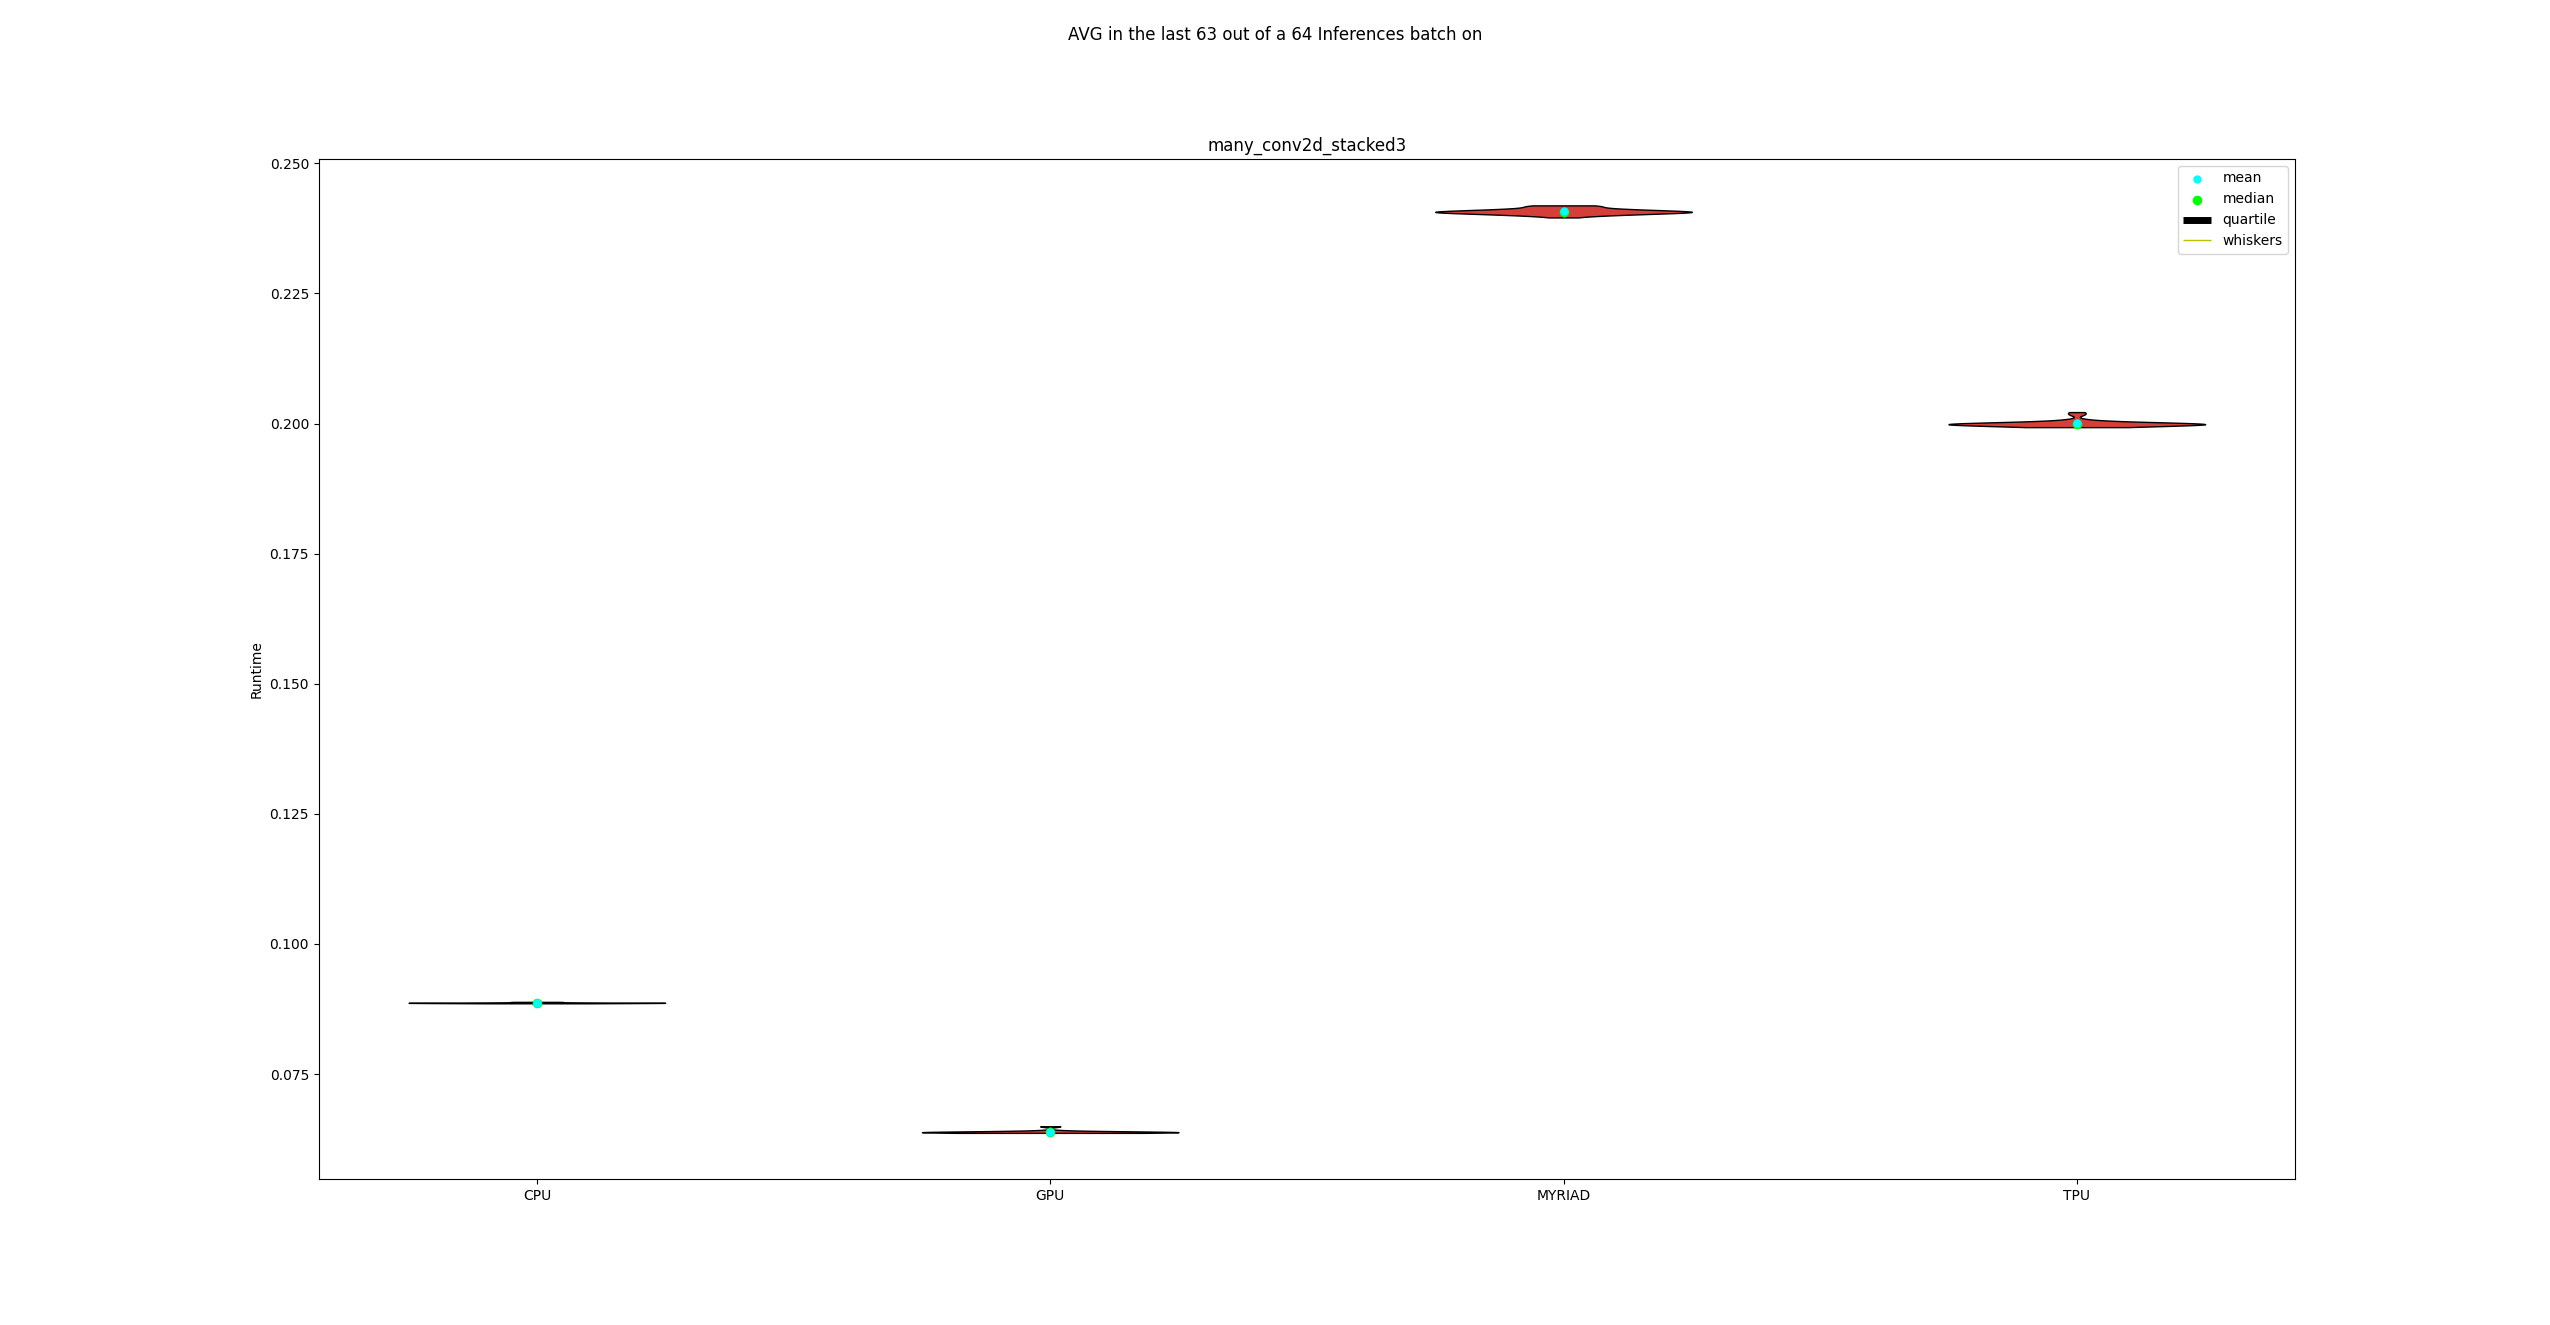 AVG in the last 63 out of a 64 Inferences batch on
many_conv2d_stacked3
0.250
0.225
0.200
0.175
0.150
0.125
0.100
0.075
Runtime
mean
median
quartile
whiskers
CPU
GPU
MYRIAD
TPU